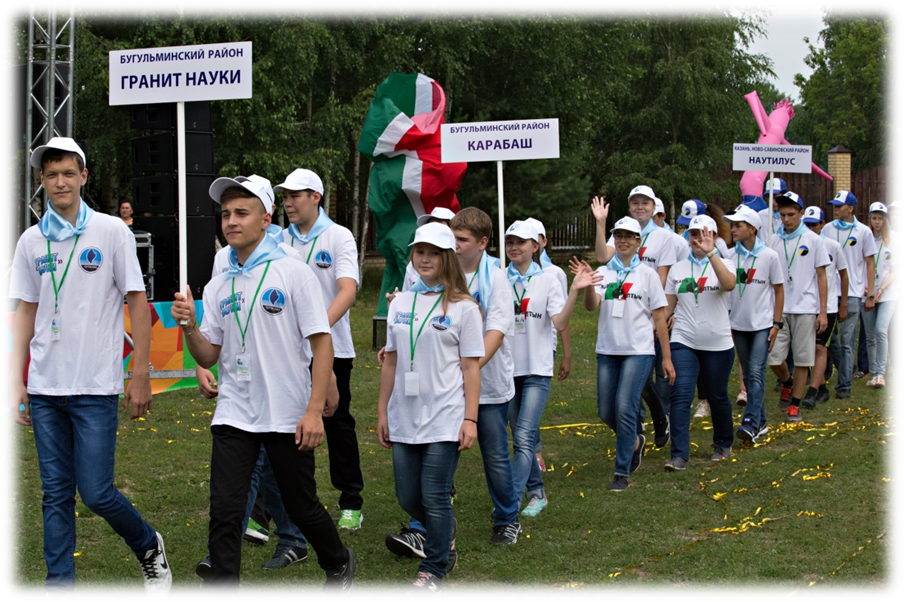 БУГУЛЬМИНСКИЙ РАЙОН
ГРАНИТ НАУКИ
БУГУЛЬМИНСКИЙ РАЙОН
КАРАБАШ
КАЗАНЬ, НОВО-САВИНОВСКИЙ РАЙОН
НАУТИЛУС